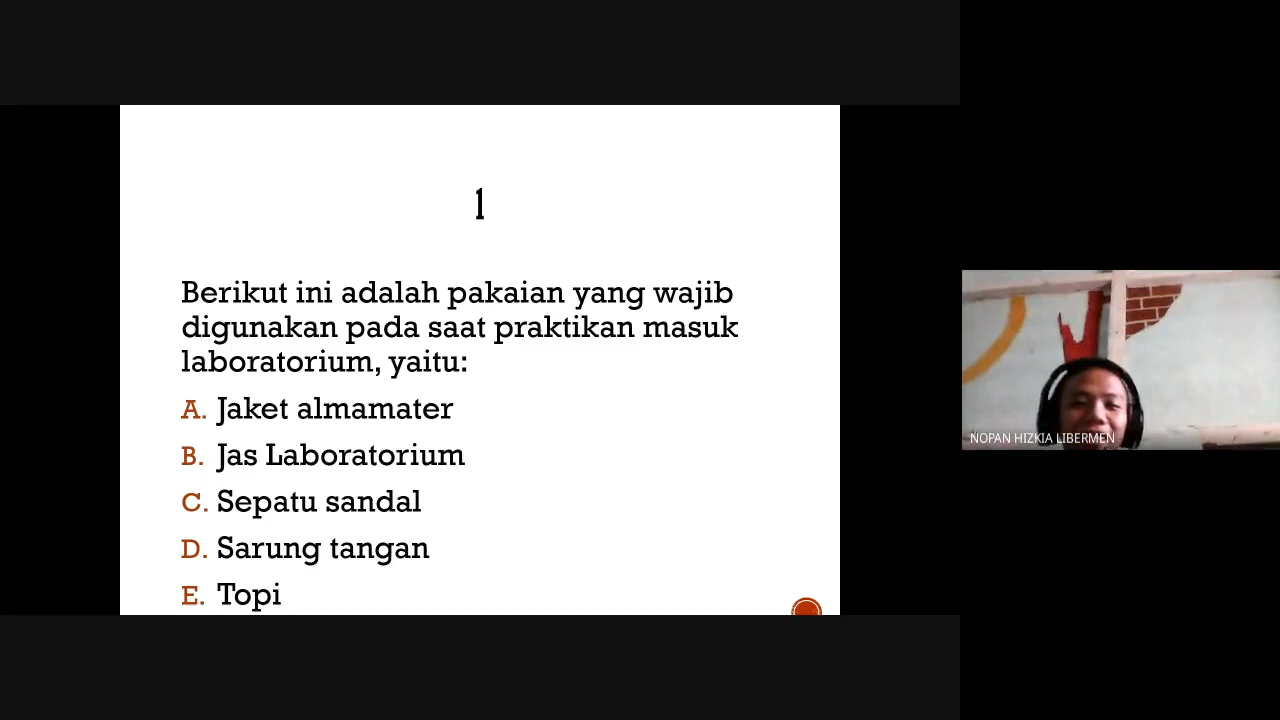 1
Berikut ini adalah pakaian yang wajib
digunakan pada saat praktikan masuk
laboratorium, yaitu:
A. Jaket almamater
B. Jas Laboratorium
C. Sepatu sandal
D. Sarung tangan
E. Topi
NOPAN HIZKIA LIBERMEN